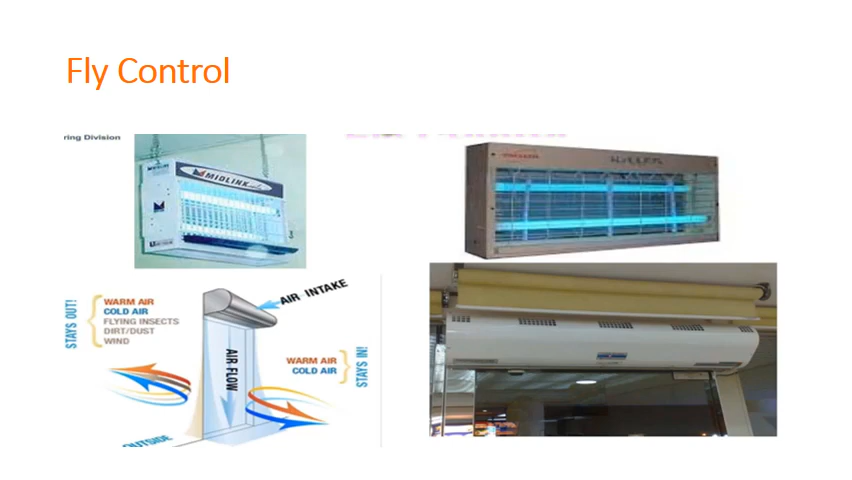 Fly Control
ring Division
MIDLINK
KILLER
AIR INTAKE
STAYS OUT!
WARM AIR
COLD AIR
FLYING INSECTS
DIRT/DUST
WIND
AIR FLOW
WARM AIR
COLD AIR
STAYS IN!
OUTSIDE